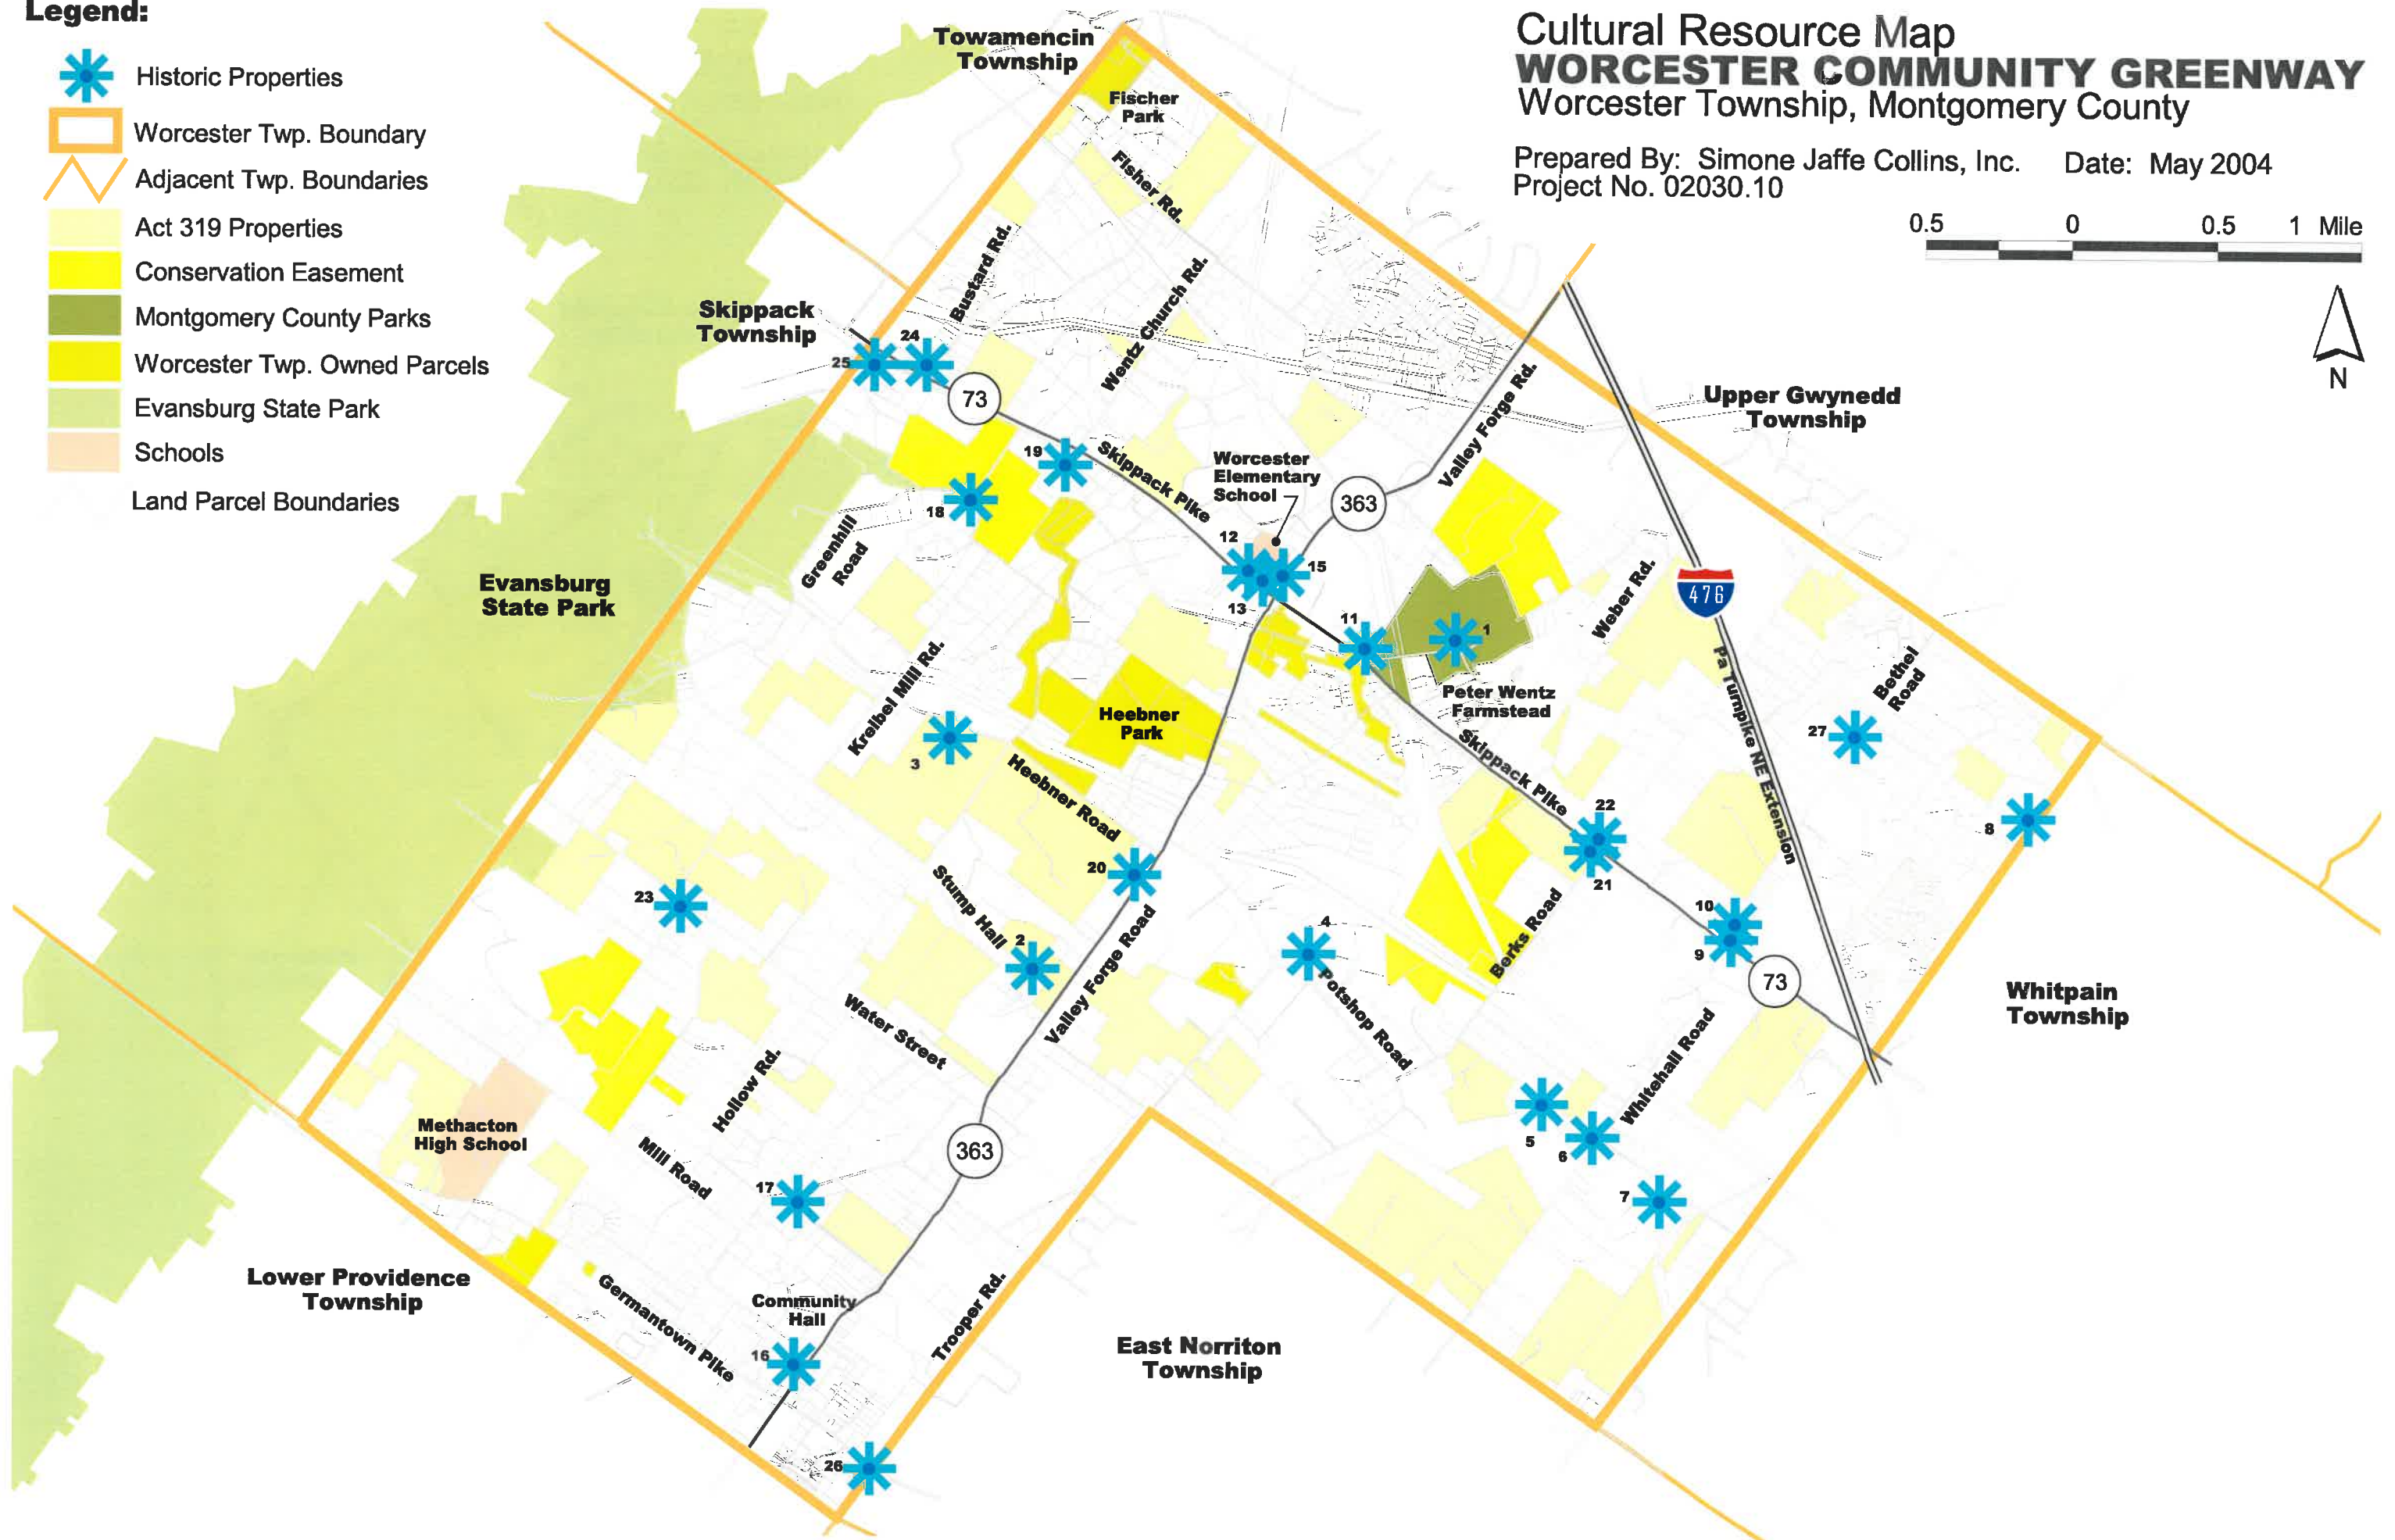 Legend:
Historic Properties
Worcester Twp. Boundary
Adjacent Twp. Boundaries
Act 319 Properties
Conservation Easement
Montgomery County Parks
Worcester Twp. Owned Parcels
Evansburg State Park
Schools
Land Parcel Boundaries
Cultural Resource Map
WORCESTER COMMUNITY GREENWAY
Worcester Township, Montgomery County
Prepared By: Simone Jaffe Collins, Inc. Date: May 2004
Project No. 02030.10
0.5 0 0.5 1 Mile
N
Towamencin
Township
Fischer
Park
Fisher Rd.
Bustard Rd.
Wentz Church Rd.
Skippack
Township
24
25
73
Valley Forge Rd.
Upper Gwynedd
Township
19
Skippack Pike
Worcester
Elementary
School
363
18
Greenhill
Road
12
15
13
11
1
Weber Rd.
476
Evansburg
State Park
Pa Turnpike NE Extension
Bethel
Road
Kreibel Mill Rd.
Peter Wentz
Farmstead
Heebner
Park
27
3
Heebner Road
Skippack Pike
22
21
8
20
23
Stump Hall
2
4
Berks Road
10
9
73
Whitpain
Township
Valley Forge Road
Potshop Road
Water Street
Whitehall Road
Hollow Rd.
5
6
Methacton
High School
Mill Road
363
17
7
Lower Providence
Township
Germantown Pike
Community
Hall
Trooper Rd.
16
East Norriton
Township
26